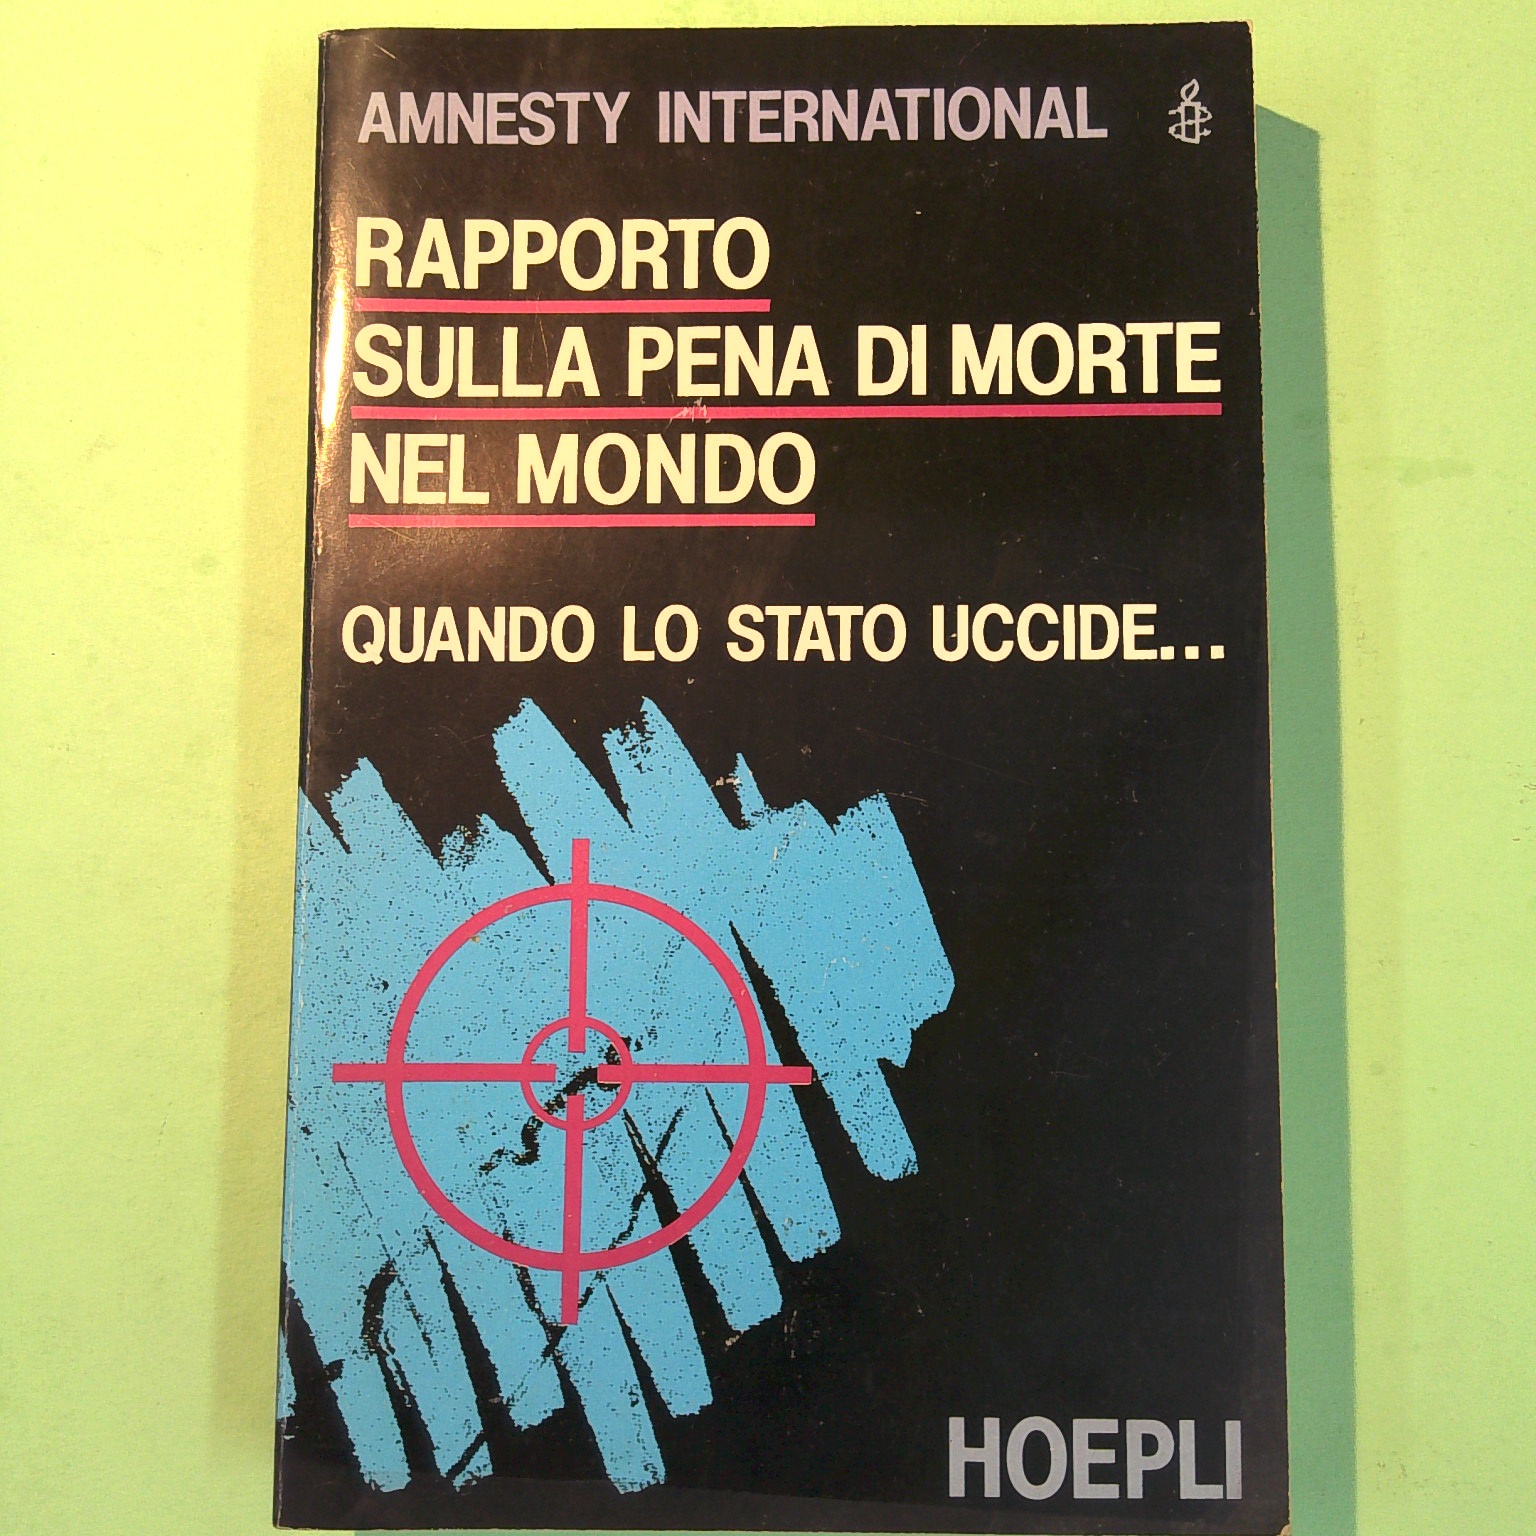 AMNESTY INTERNATIONAL
RAPPORTO
SULLA PENA DI MORTE
NEL MONDO
QUANDO LO STATO UCCIDE...
HOEPLI